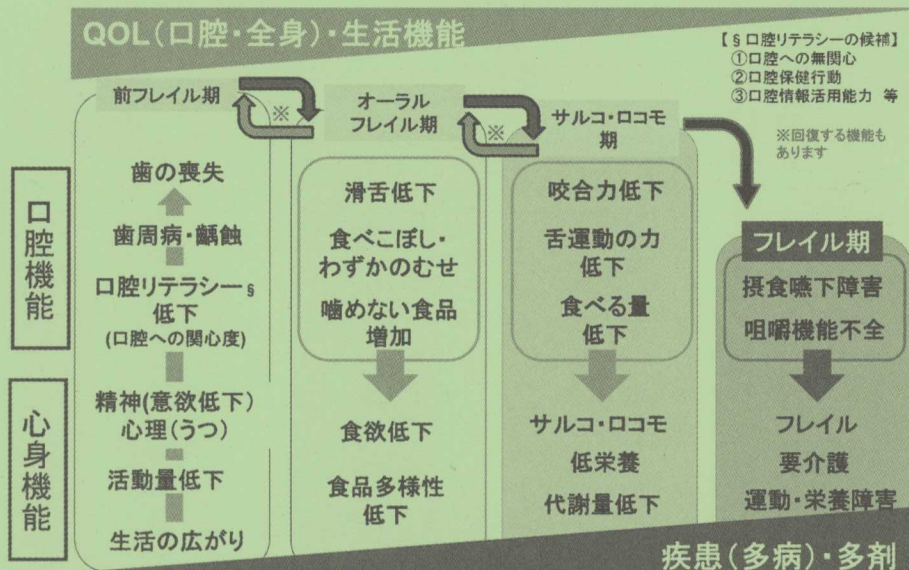 QOL(口腔・全身)・生活機能
【§口腔リテラシーの候補】
①口腔への無関心
②口腔保健行動
③口腔情報活用能力 等
※回復する機能も
あります
前フレイル期
※
オーラル
フレイル期
※
サルコ・ロコモ
期
フレイル期
口腔機能
心身機能
歯の喪失
歯周病・齲蝕
口腔リテラシー§
低下
(口腔への関心度)
精神(意欲低下)
心理(うつ)
活動量低下
生活の広がり
滑舌低下
食べこぼし・
わずかのむせ
噛めない食品
増加
食欲低下
食品多様性
低下
咬合力低下
舌運動の力
低下
食べる量
低下
サルコ・ロコモ
低栄養
代謝量低下
摂食嚥下障害
咀嚼機能不全
フレイル
要介護
運動・栄養障害
疾患(多病)・多剤